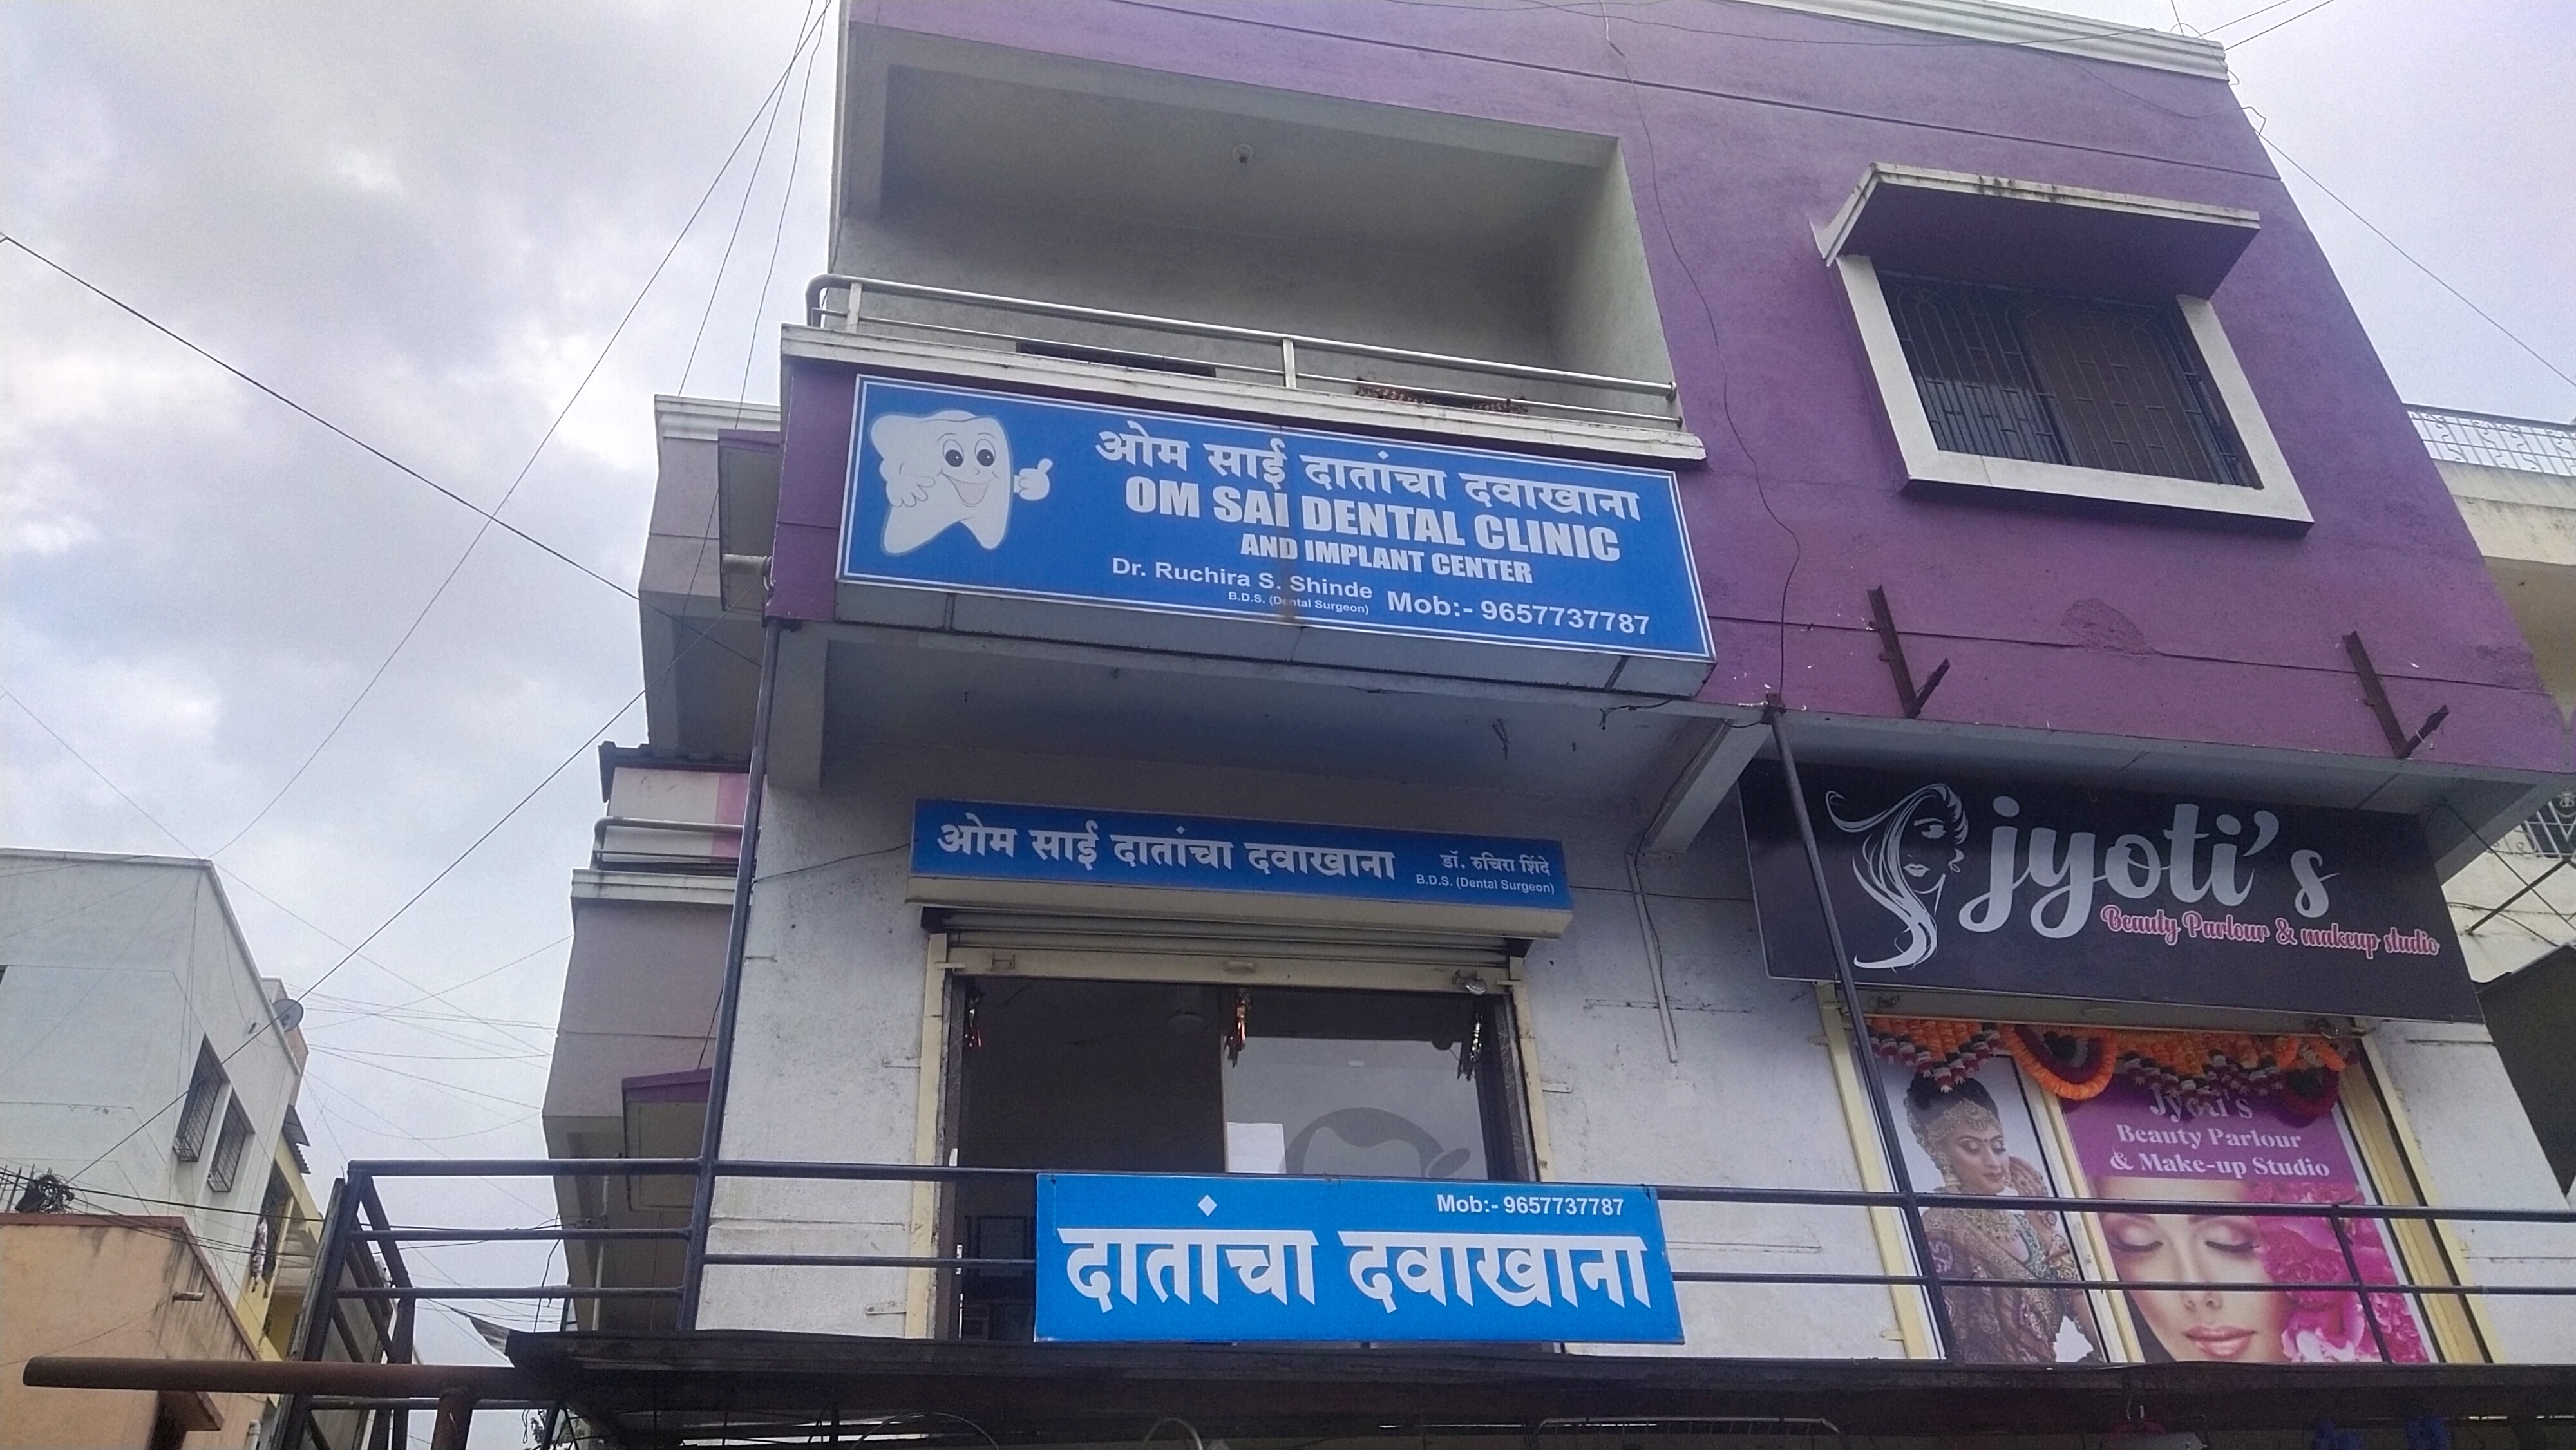 ओम साई दातांचा दवाखाना
OM SAI DENTAL CLINIC
AND IMPLANT CENTER
Dr. Ruchira S. Shinde
B.D.S. (Dental Surgeon)
Mob:- 9657737787
ओम साई दातांचा दवाखाना
डॉ. रुचिरा शिंदे
B.D.S. (Dental Surgeon)
jyoti's
Beauty Parlour & makeup studio
Jyoti's
Beauty Parlour
& Make-up Studio
Mob:- 9657737787
दातांचा दवाखाना